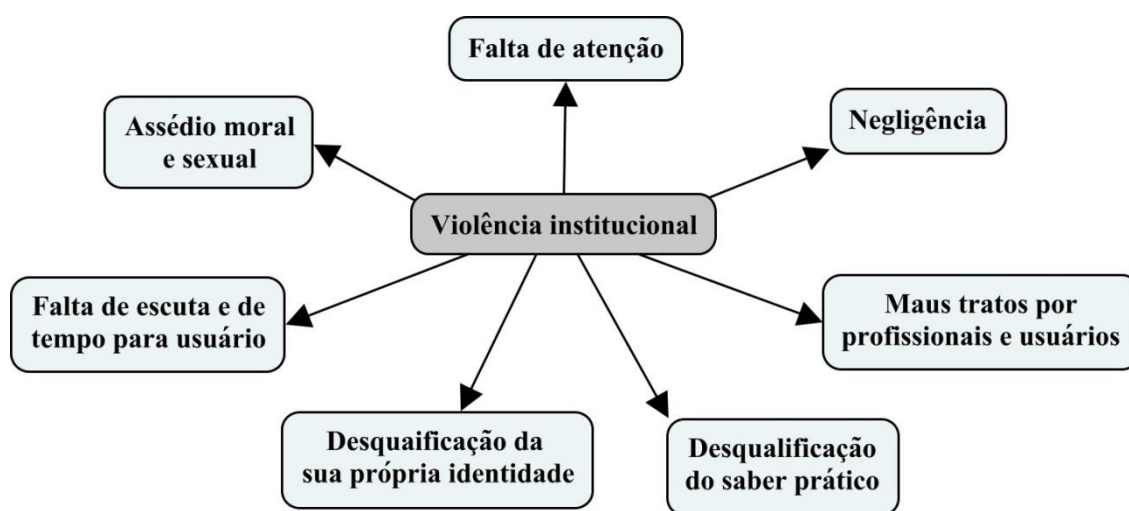 Falta de atenção
Assédio moral
e sexual
Negligência
Violência institucional
Falta de escuta e de
tempo para usuário
Maus tratos por
profissionais e usuários
Desquaificação da
sua própria identidade
Desqualificação
do saber prático